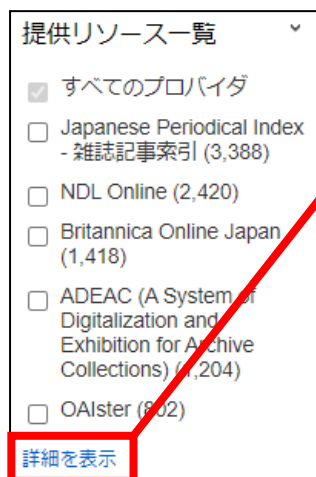 提供リソース一覧
すべてのプロバイダ
Japanese Periodical Index
- 雑誌記事索引 (3,388)
NDL Online (2,420)
Britannica Online Japan
(1,418)
ADEAC (A System of
Digitalization and
Exhibition for Archive
Collections) (1,204)
OAIster (802)
詳細を表示